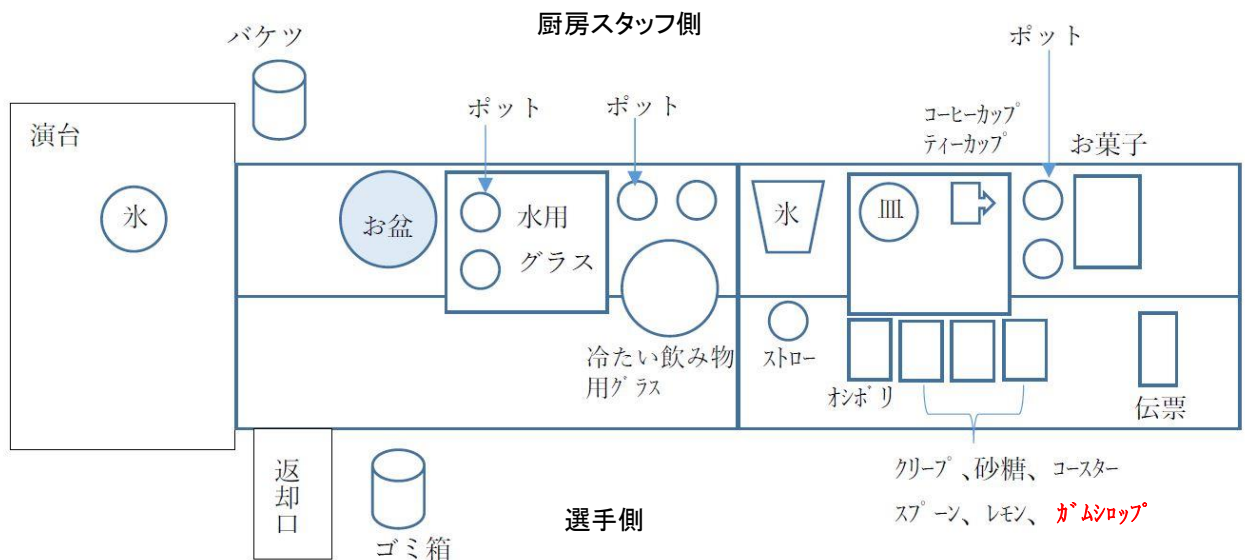 厨房スタッフ側
バケツ
ポット
ポット
ポット
コーヒーカップ
ティーカップ
お菓子
演台
氷
お盆
水用
グラス
氷
皿
冷たい飲み物
用グラス
ストロー
オシボリ
伝票
クリープ、砂糖、コースター
スプーン、レモン、ガムシロップ
返却口
ゴミ箱
選手側